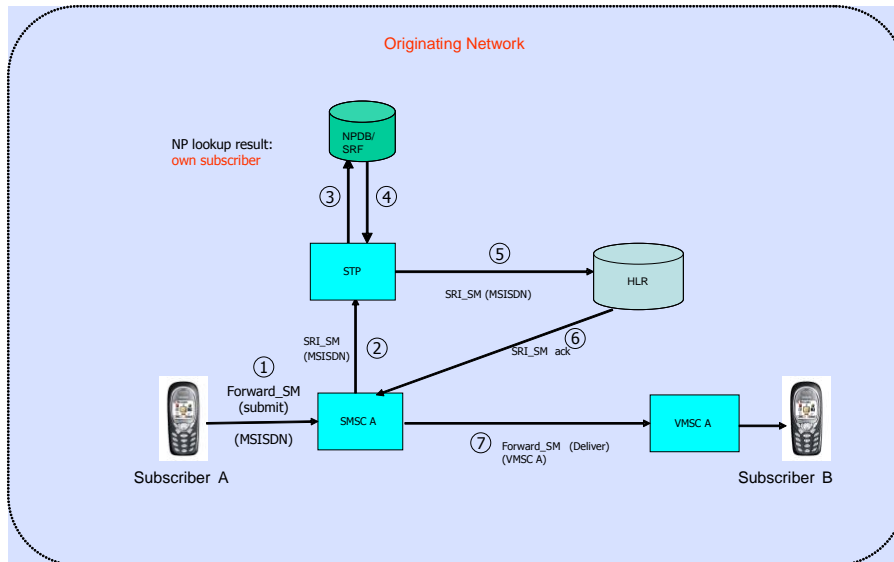 Originating Network
NPDB/
SRF
NP lookup result:
own subscriber
3
4
5
STP
HLR
SRI_SM (MSISDN)
SRI_SM
(MSISDN)
2
6
SRI_SM ack
1
Forward_SM
(submit)
(MSISDN)
SMSC A
VMSC A
7
Forward_SM (Deliver)
(VMSC A)
Subscriber A
Subscriber B